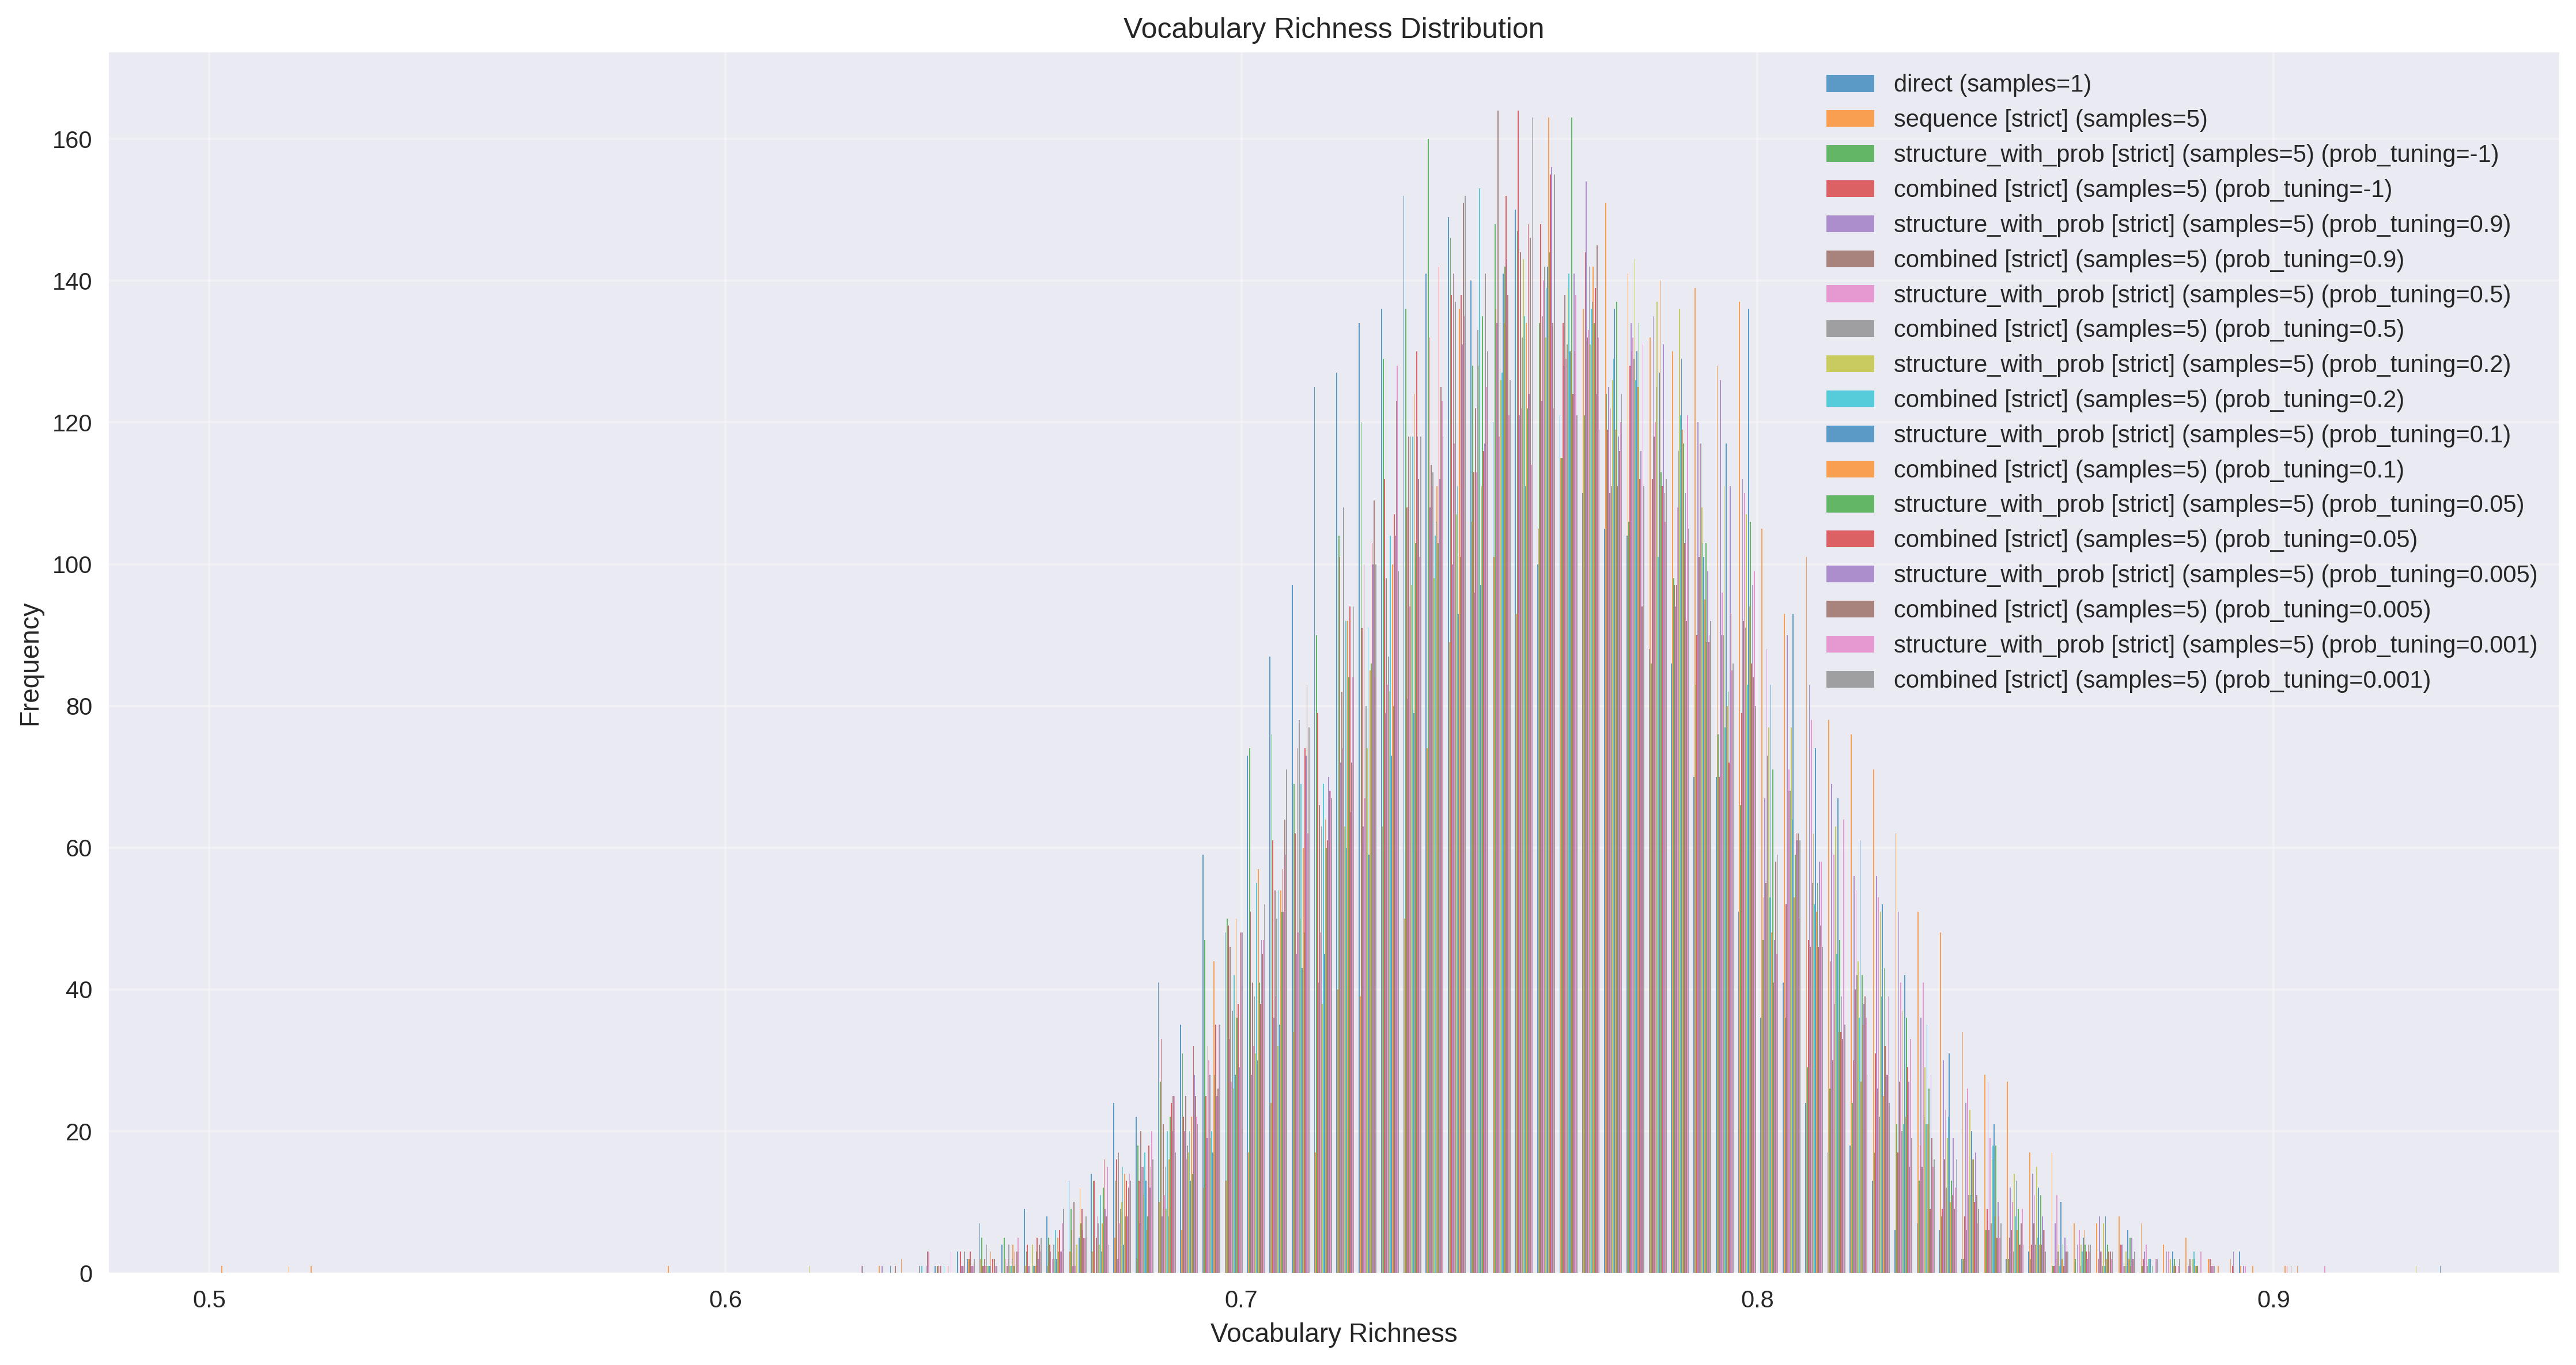 Vocabulary Richness Distribution
direct (samples=1)
sequence [strict] (samples=5)
structure_with_prob [strict] (samples=5) (prob_tuning=-1)
combined [strict] (samples=5) (prob_tuning=-1)
structure_with_prob [strict] (samples=5) (prob_tuning=0.9)
combined [strict] (samples=5) (prob_tuning=0.9)
structure_with_prob [strict] (samples=5) (prob_tuning=0.5)
combined [strict] (samples=5) (prob_tuning=0.5)
structure_with_prob [strict] (samples=5) (prob_tuning=0.2)
combined [strict] (samples=5) (prob_tuning=0.2)
structure_with_prob [strict] (samples=5) (prob_tuning=0.1)
combined [strict] (samples=5) (prob_tuning=0.1)
structure_with_prob [strict] (samples=5) (prob_tuning=0.05)
combined [strict] (samples=5) (prob_tuning=0.05)
structure_with_prob [strict] (samples=5) (prob_tuning=0.005)
combined [strict] (samples=5) (prob_tuning=0.005)
structure_with_prob [strict] (samples=5) (prob_tuning=0.001)
combined [strict] (samples=5) (prob_tuning=0.001)
Frequency
160
140
120
100
80
60
40
20
0
0.5 0.6 0.7 0.8 0.9
Vocabulary Richness